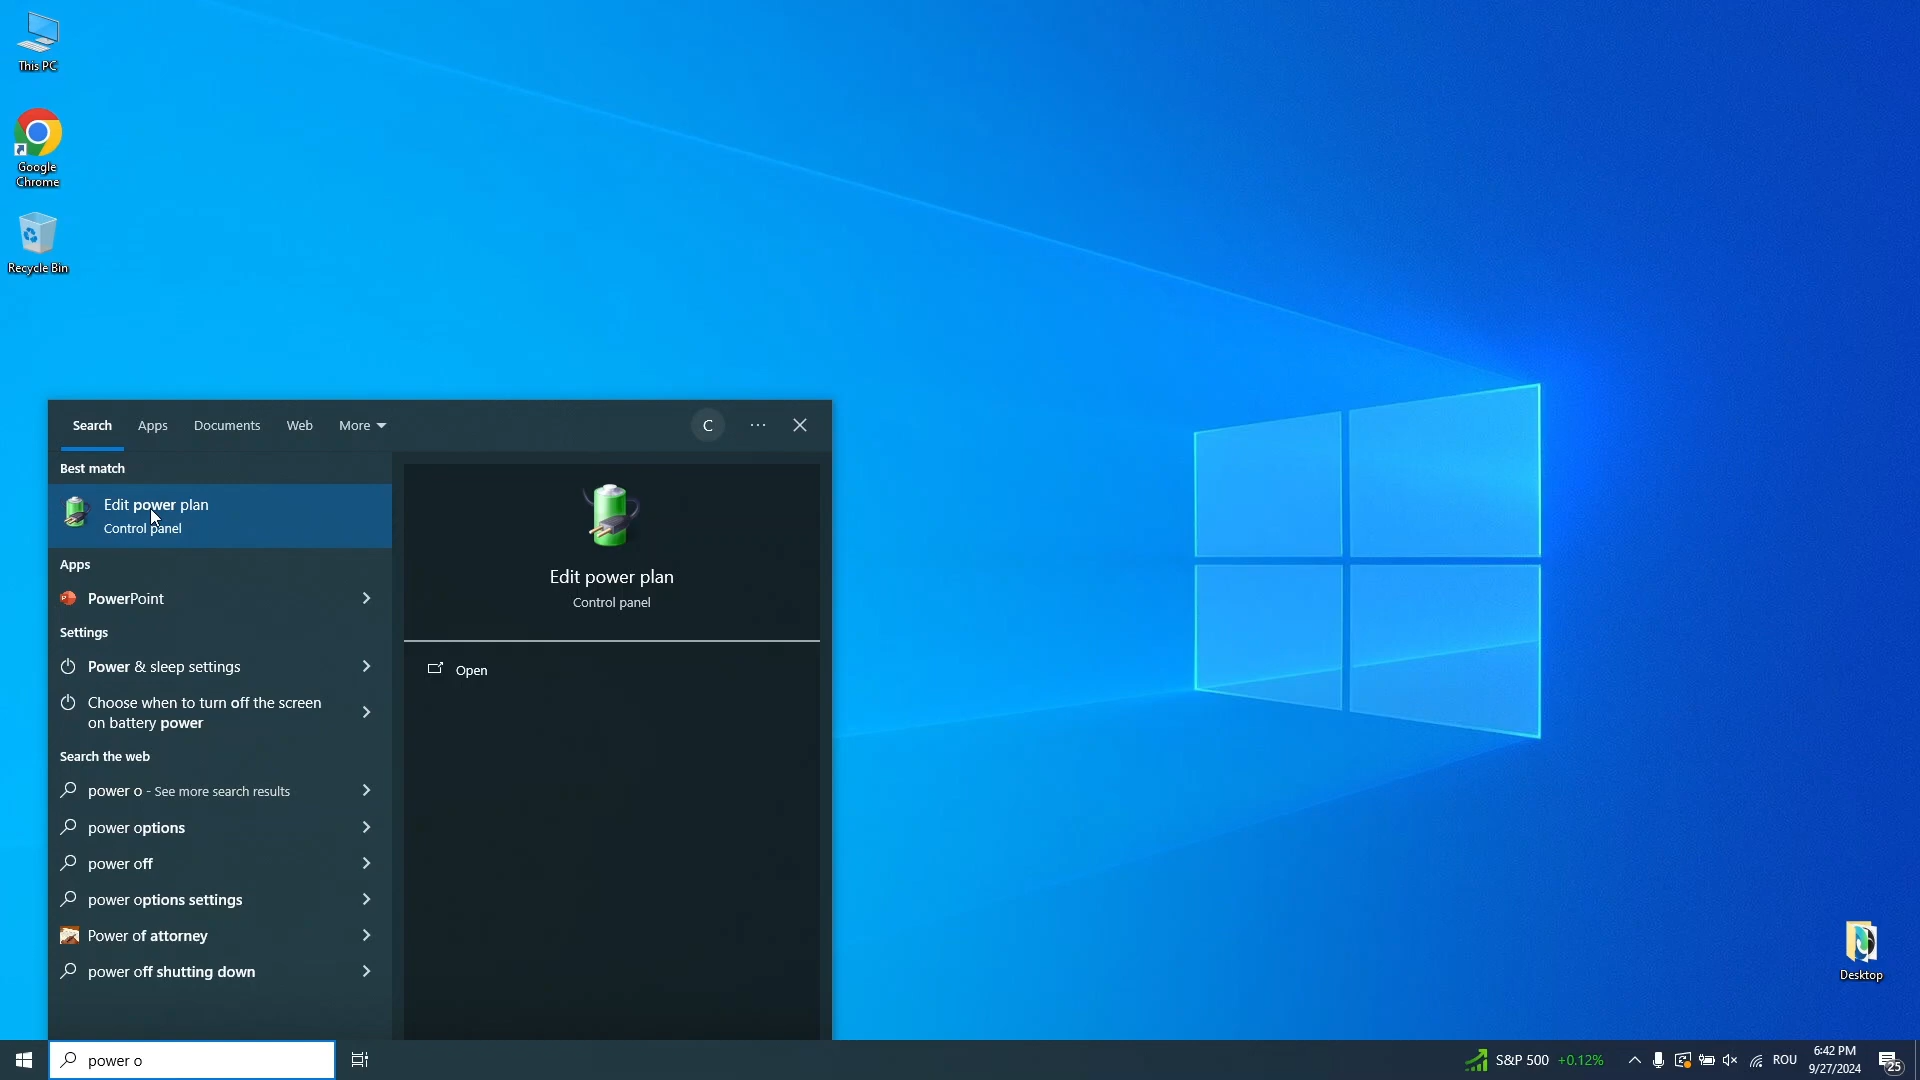 This PC
Google
Chrome
Recycle Bin
Search
Apps
Documents
Web
More
C
Best match
Edit power plan
Control panel
Apps
PowerPoint
Settings
Power & sleep settings
Choose when to turn off the screen
on battery power
Search the web
power o - See more search results
power options
power off
power options settings
Power of attorney
power off shutting down
Edit power plan
Control panel
Open
Desktop
power o
S&P 500 +0.12%
ROU
6:42 PM
9/27/2024
25